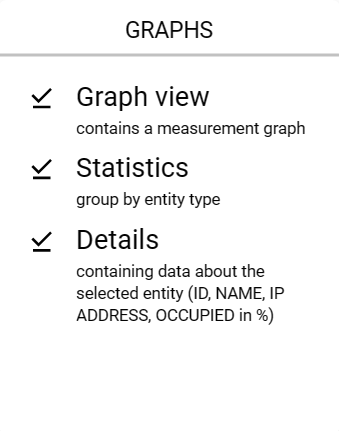 GRAPHS
Graph view
contains a measurement graph
Statistics
group by entity type
Details
containing data about the
selected entity (ID, NAME, IP
ADDRESS, OCCUPIED in %)